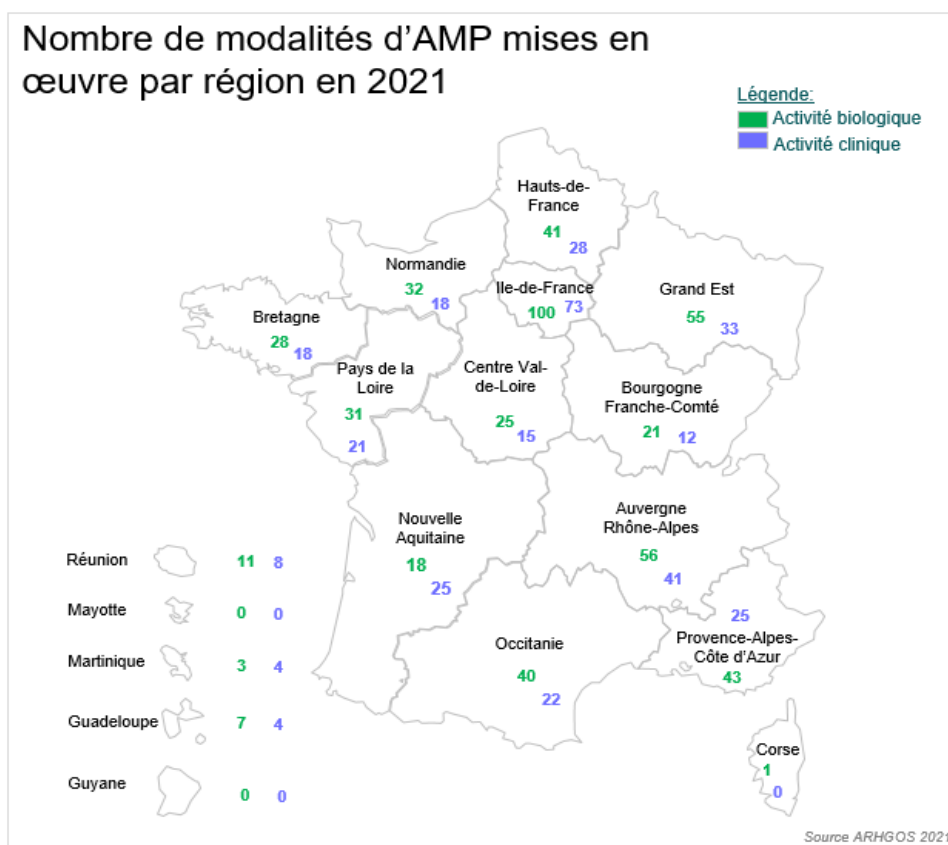 Nombre de modalités d’AMP mises en
œuvre par région en 2021
Légende:
Activité biologique
Activité clinique
Hauts-de-
France
41
28
Normandie
32
18
Ile-de-France
100
73
Grand Est
55
33
Bretagne
28
18
Pays de la
Loire
31
21
Centre Val-
de-Loire
25
15
Bourgogne
Franche-Comté
21
12
Nouvelle
Aquitaine
18
25
Auvergne
Rhône-Alpes
56
41
Occitanie
40
22
25
Provence-Alpes-
Côte d’Azur
43
Corse
1
0
Réunion 11 8
Mayotte 0 0
Martinique 3 4
Guadeloupe 7 4
Guyane 0 0
Source ARHGOS 2021